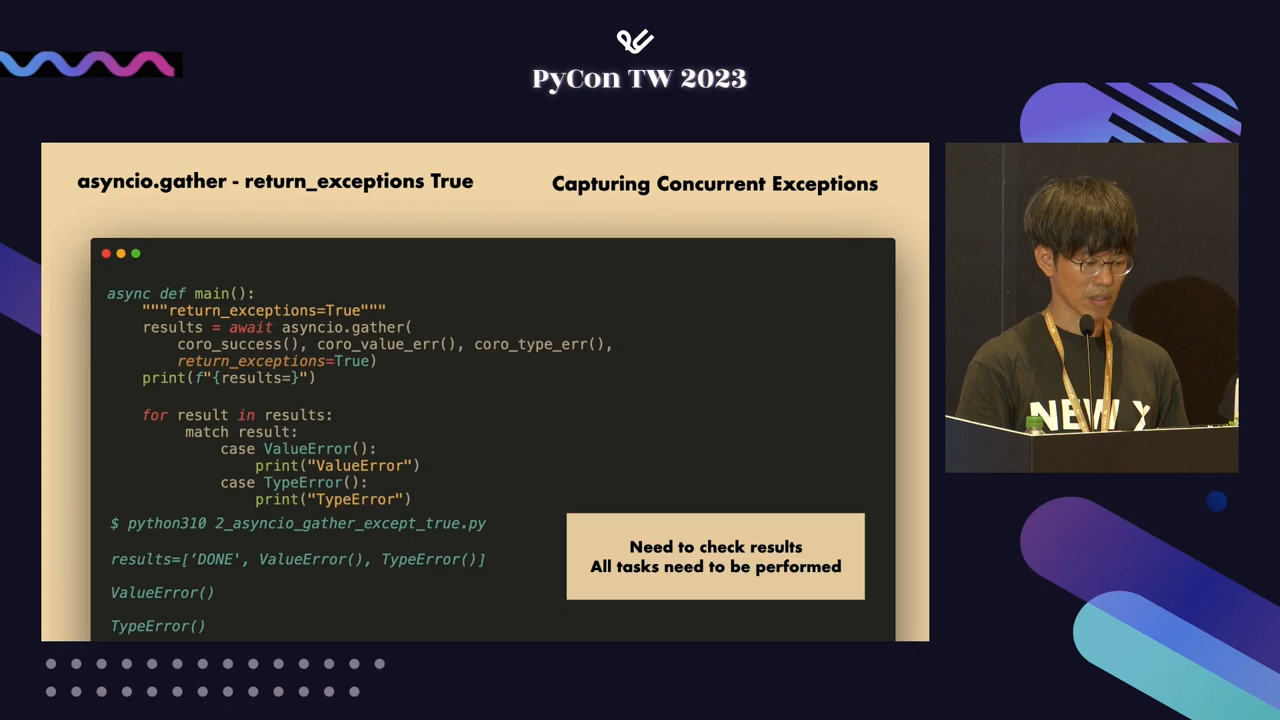 PyCon TW 2023
asyncio.gather - return_exceptions True
Capturing Concurrent Exceptions
async def main():
    """return_exceptions=True"""
    results = await asyncio.gather(
        coro_success(), coro_value_err(), coro_type_err(),
        return_exceptions=True)
    print(f"{results=}")
    for result in results:
        match result:
            case ValueError():
                print("ValueError")
            case TypeError():
                print("TypeError")
$ python310 2_asyncio_gather_except_true.py
results=[‘DONE', ValueError(), TypeError()]
ValueError()
TypeError()
Need to check results
All tasks need to be performed
NEW